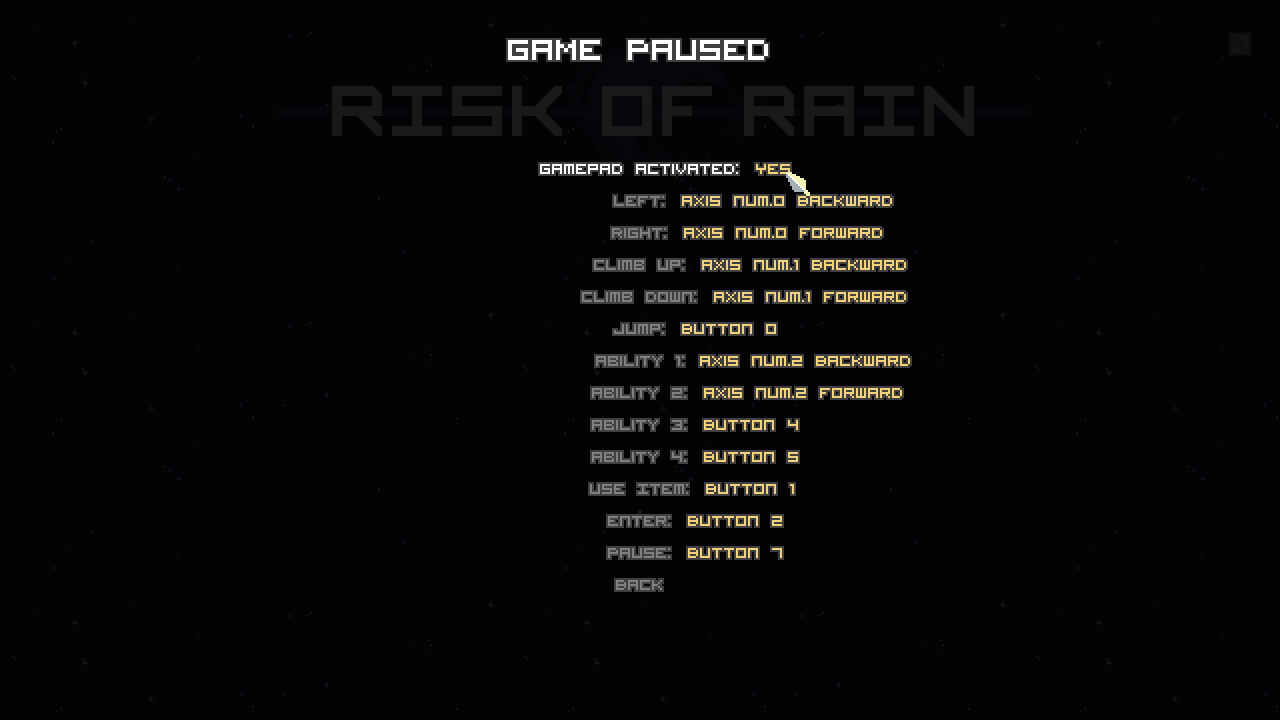 GAME PAUSED
RISK OF RAIN
GAMEPAD ACTIVATED: YES
LEFT: AXIS NUM.0 BACKWARD
RIGHT: AXIS NUM.0 FORWARD
CLIMB UP: AXIS NUM.1 BACKWARD
CLIMB DOWN: AXIS NUM.1 FORWARD
JUMP: BUTTON 0
ABILITY 1: AXIS NUM.2 BACKWARD
ABILITY 2: AXIS NUM.2 FORWARD
ABILITY 3: BUTTON 4
ABILITY 4: BUTTON 5
USE ITEM: BUTTON 1
ENTER: BUTTON 2
PAUSE: BUTTON 7
BACK